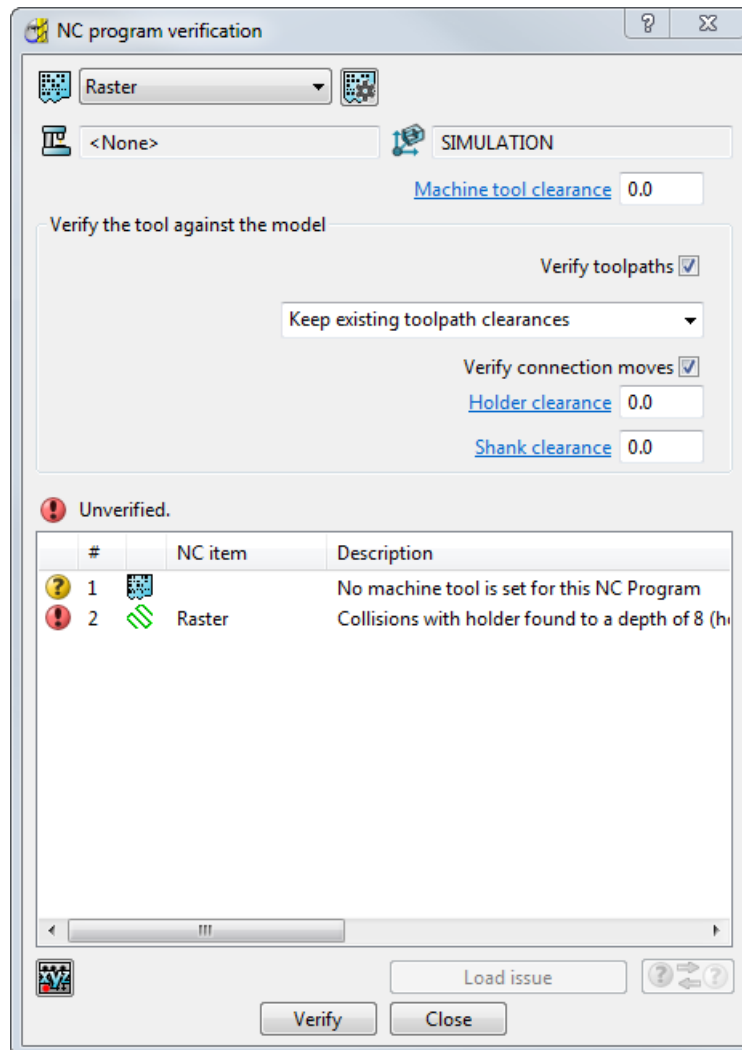 NC program verification
Raster
<None> SIMULATION
Machine tool clearance 0.0
Verify the tool against the model
Verify toolpaths
Keep existing toolpath clearances
Verify connection moves
Holder clearance 0.0
Shank clearance 0.0
Unverified.
# NC item Description
1 No machine tool is set for this NC Program
2 Raster Collisions with holder found to a depth of 8
Load issue
Verify Close